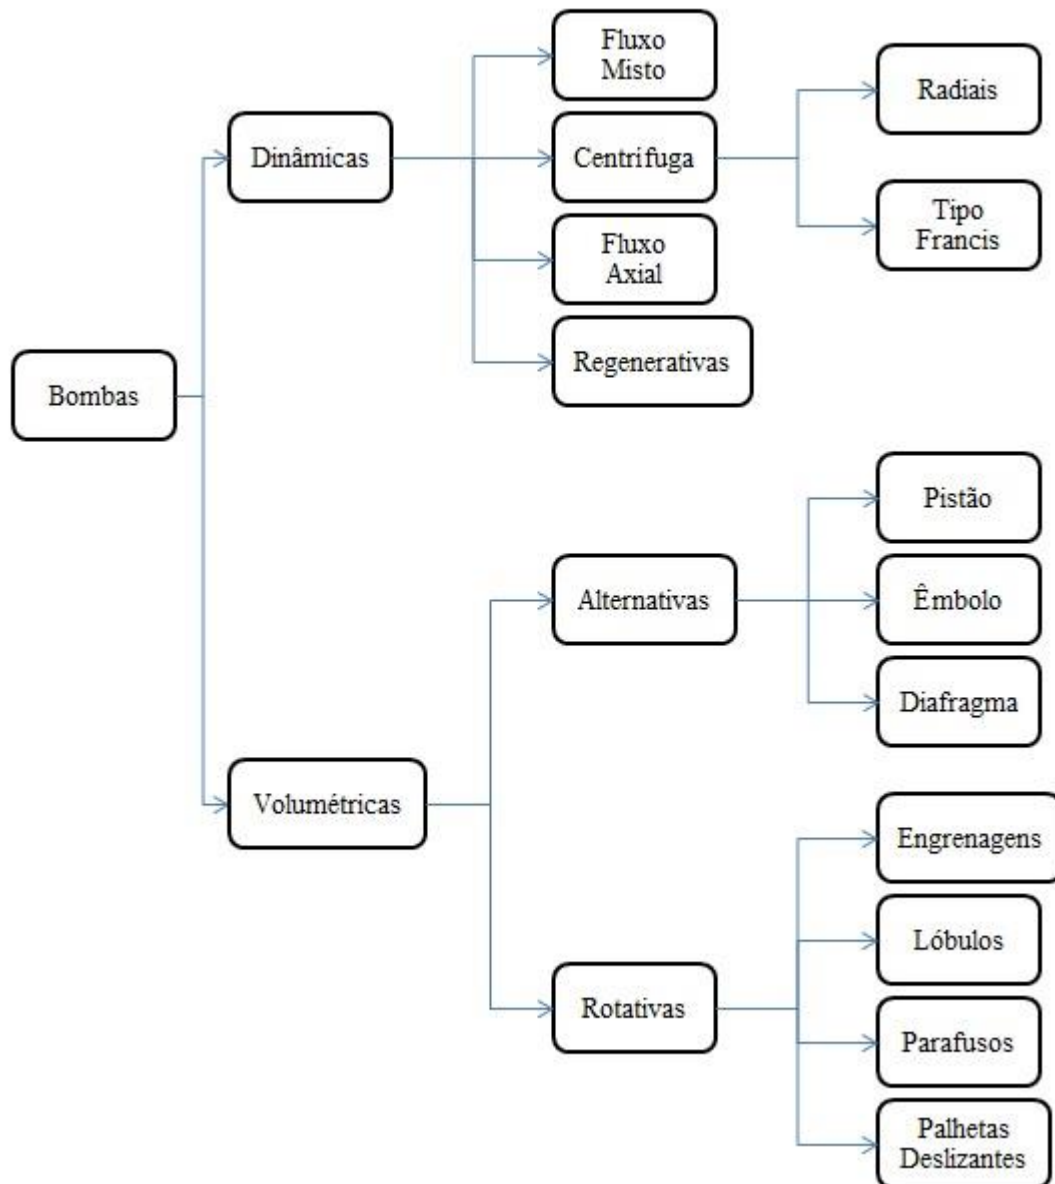 Fluxo
Misto
Radiais
Dinâmicas
Centrífuga
Tipo
Francis
Fluxo
Axial
Regenerativas
Bombas
Pistão
Alternativas
Êmbolo
Diafragma
Volumétricas
Engrenagens
Lóbulos
Rotativas
Parafusos
Palhetas
Deslizantes